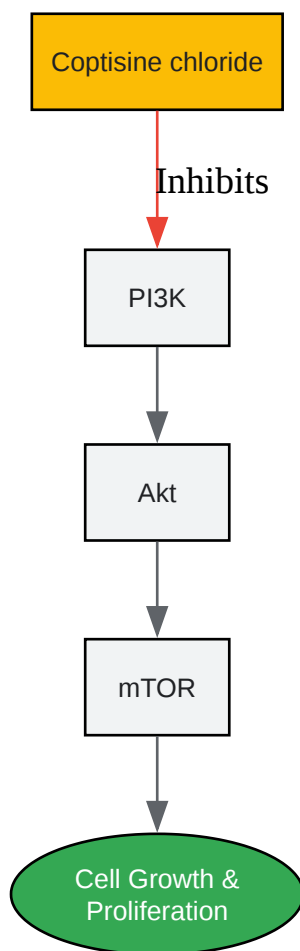 Coptisine chloride
Inhibits
PI3K
Akt
mTOR
Cell Growth &
Proliferation